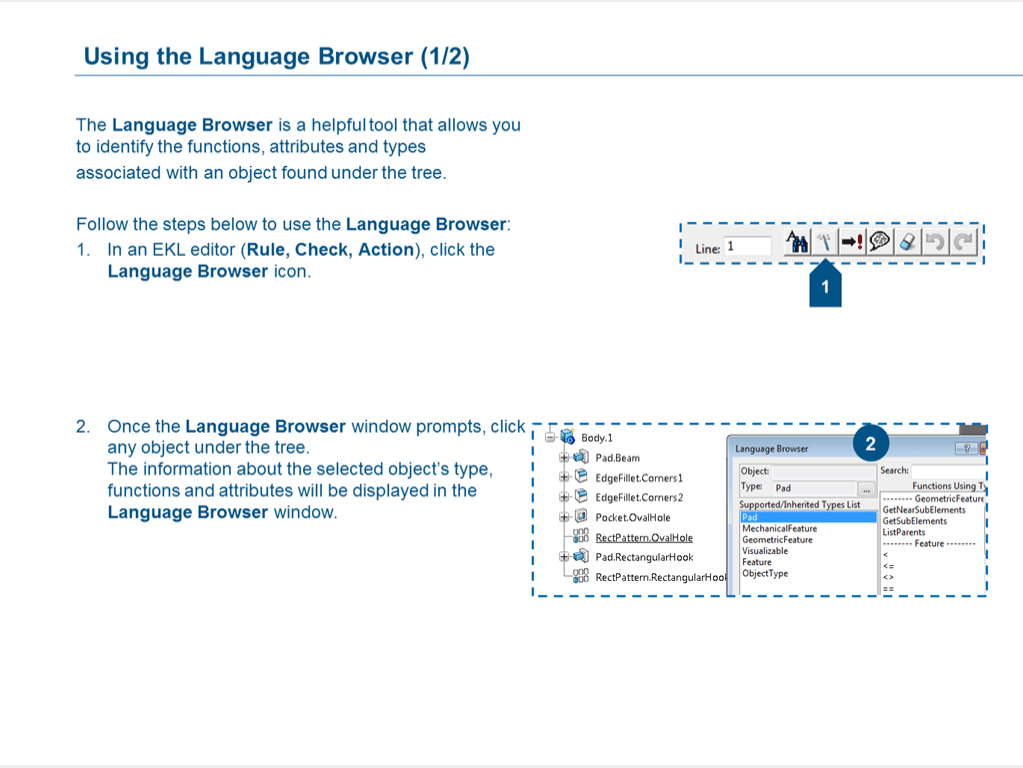 Using the Language Browser (1/2)
The Language Browser is a helpful tool that allows you
to identify the functions, attributes and types
associated with an object found under the tree.
Follow the steps below to use the Language Browser:
1. In an EKL editor (Rule, Check, Action), click the
Language Browser icon.
Line: 1
1
2. Once the Language Browser window prompts, click
any object under the tree.
The information about the selected object's type,
functions and attributes will be displayed in the
Language Browser window.
Body.1
Pad.Beam
EdgeFillet.Corners1
EdgeFillet.Corners2
Pocket.OvalHole
RectPattern.OvalHole
Pad.RectangularHook
RectPattern.RectangularHool
2
Language Browser
Object:
Type: Pad ...
Supported/Inherited Types List
Pad
MechanicalFeature
GeometricFeature
Visualizable
Feature
ObjectType
Search:
Functions Using Ty
-------- GeometricFeature
GetNearSubElements
GetSubElements
ListParents
-------- Feature --------
<
<=
<>
==